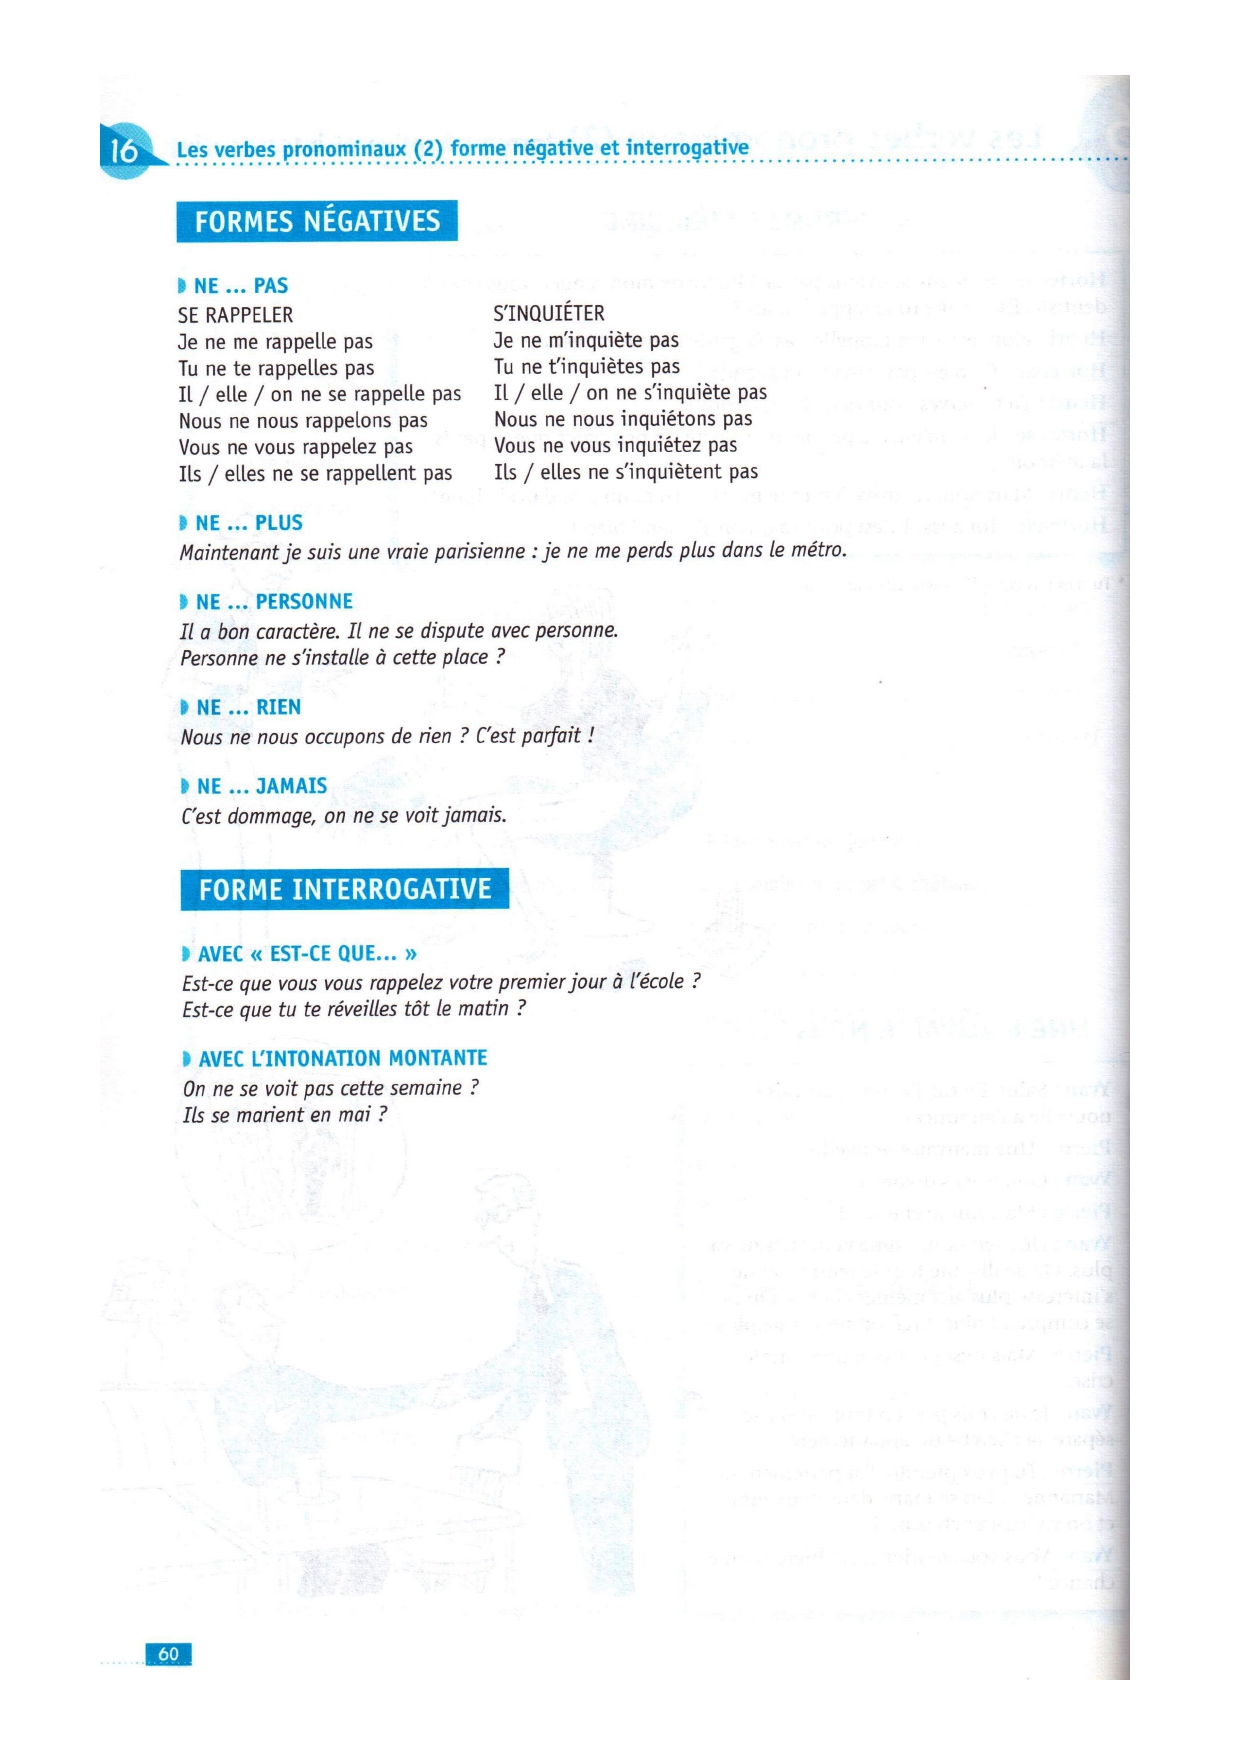 16 Les verbes pronominaux (2) forme négative et interrogative
FORMES NÉGATIVES
NE ... PAS
SE RAPPELER
Je ne me rappelle pas
Tu ne te rappelles pas
Il / elle / on ne se rappelle pas
Nous ne nous rappelons pas
Vous ne vous rappelez pas
Ils / elles ne se rappellent pas
S'INQUIÉTER
Je ne m'inquiète pas
Tu ne t'inquiètes pas
Il / elle / on ne s'inquiète pas
Nous ne nous inquiétons pas
Vous ne vous inquiétez pas
Ils / elles ne s'inquiètent pas
NE ... PLUS
Maintenant je suis une vraie parisienne : je ne me perds plus dans le métro.
NE ... PERSONNE
Il a bon caractère. Il ne se dispute avec personne.
Personne ne s'installe à cette place ?
NE ... RIEN
Nous ne nous occupons de rien ? C'est parfait !
NE ... JAMAIS
C'est dommage, on ne se voit jamais.
FORME INTERROGATIVE
AVEC « EST-CE QUE... »
Est-ce que vous vous rappelez votre premier jour à l'école ?
Est-ce que tu te réveilles tôt le matin ?
AVEC L'INTONATION MONTANTE
On ne se voit pas cette semaine ?
Ils se marient en mai ?
60